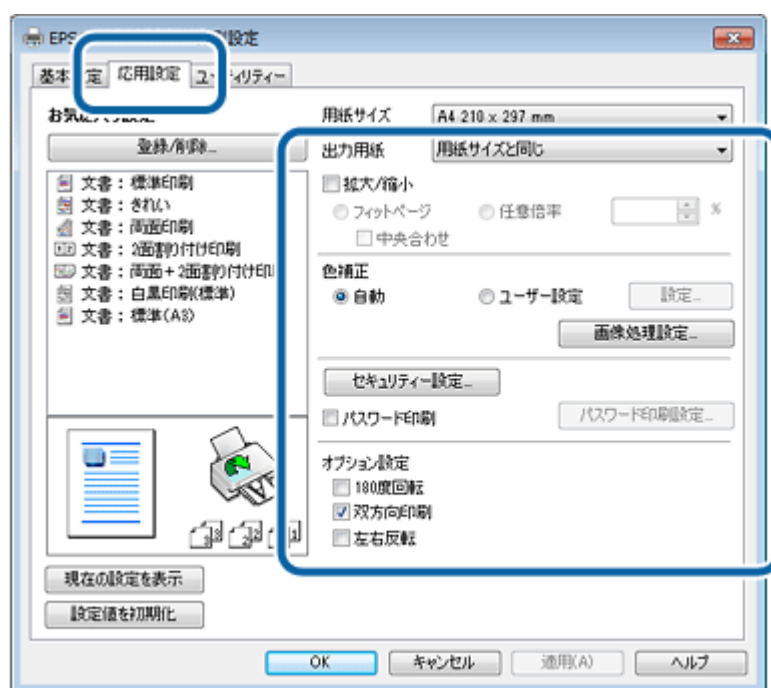 EPS 設定
基本 定 応用設定 ユ ィリティー
登録/削除...
文書：標準印刷
文書：きれい
文書：両面印刷
文書：2面割り付け印刷
文書：両面+2面割り付け印
文書：白黒印刷(標準)
文書：標準(A3)
現在の設定を表示
設定値を初期化
用紙サイズ A4 210 x 297 mm
出力用紙 用紙サイズと同じ
拡大/縮小
フィットページ 任意倍率 %
中央合わせ
色補正
自動 ユーザー設定 設定...
画像処理設定...
セキュリティー設定...
パスワード印刷 パスワード印刷設定...
オプション設定
180度回転
双方向印刷
左右反転
OK キャンセル 適用(A) ヘルプ